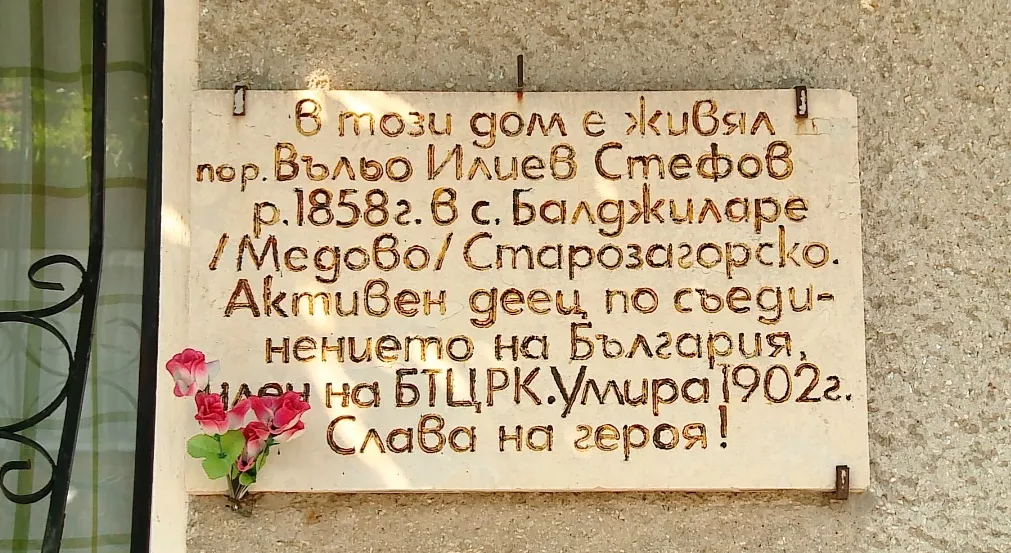 В този дом е живял
пор. Въльо Илиев Стефов
р. 1858 г. в с. Балджиларе
/Медово/ Старозагорско.
Активен деец по съеди-
нението на България,
член на БТЦРК. Умира 1902 г.
Слава на героя!